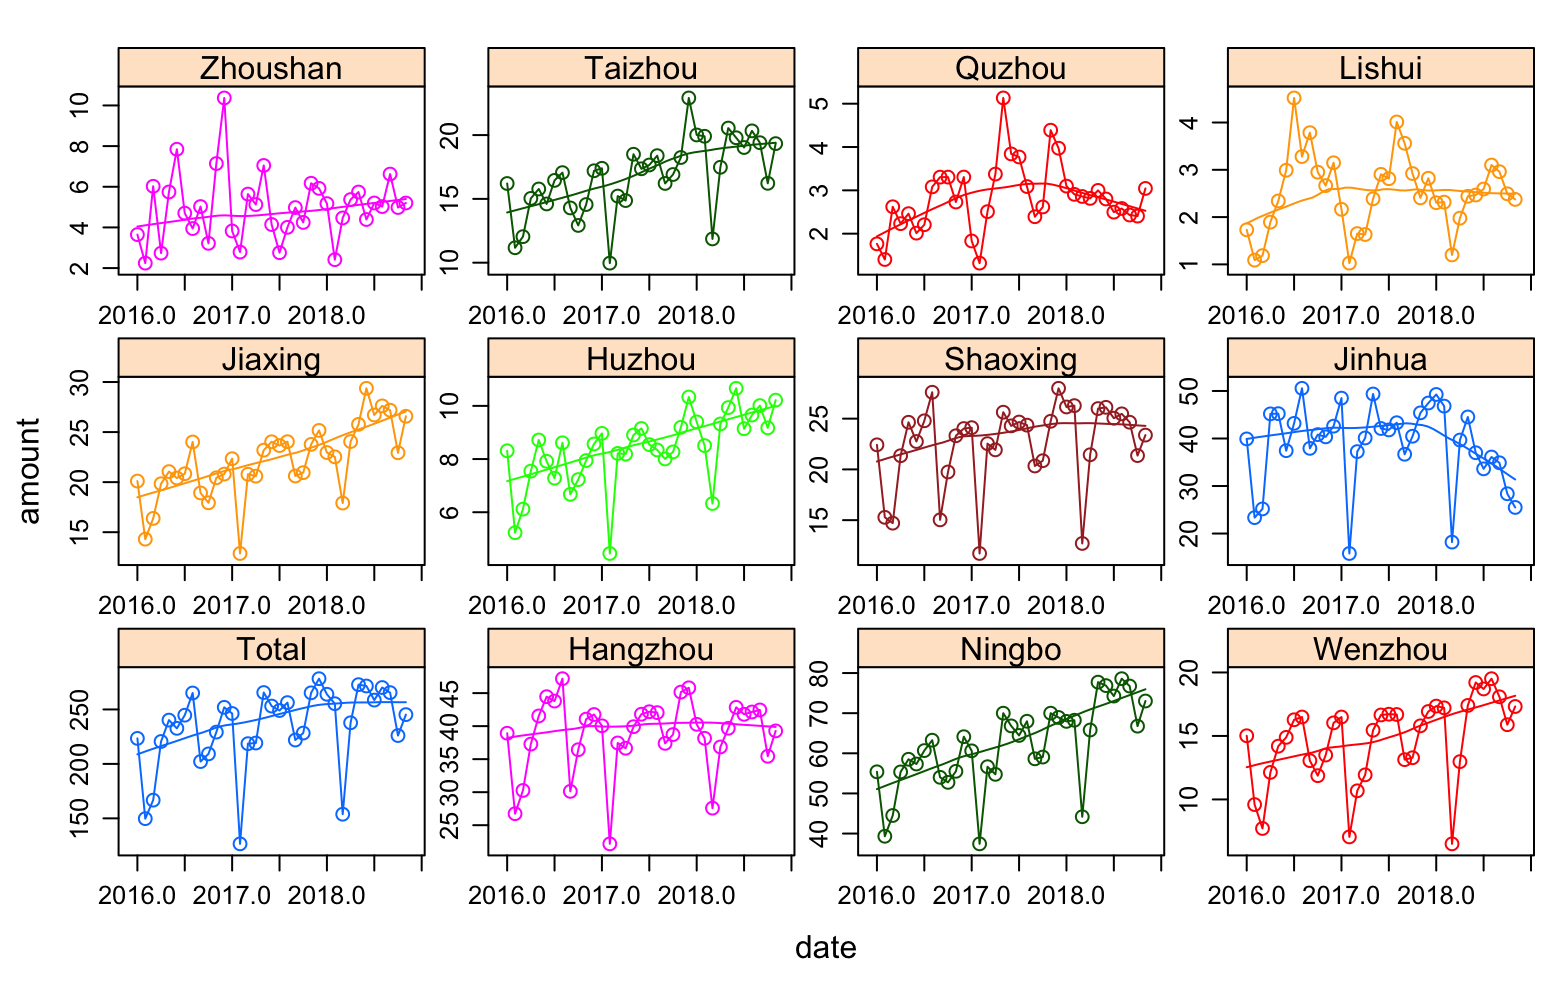 Zhoushan Taizhou Quzhou Lishui
2 4 6 8 10
10 15 20
2 3 4 5
1 2 3 4
2016.0 2017.0 2018.0 2016.0 2017.0 2018.0 2016.0 2017.0 2018.0 2016.0 2017.0 2018.0
Jiaxing Huzhou Shaoxing Jinhua
15 20 25 30
6 8 10
15 20 25
20 30 40 50
2016.0 2017.0 2018.0 2016.0 2017.0 2018.0 2016.0 2017.0 2018.0 2016.0 2017.0 2018.0
amount
Total Hangzhou Ningbo Wenzhou
150 200 250
25 30 35 40 45
40 50 60 70 80
10 15 20
2016.0 2017.0 2018.0 2016.0 2017.0 2018.0 2016.0 2017.0 2018.0 2016.0 2017.0 2018.0
date